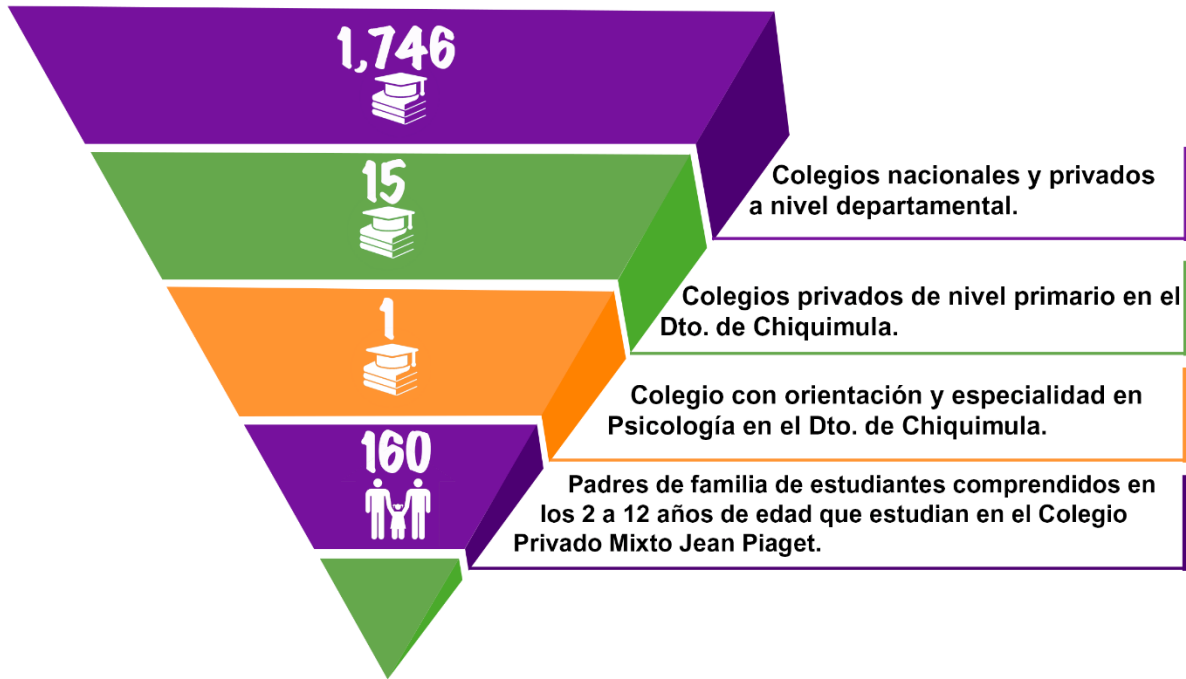 1,746
Colegios nacionales y privados
a nivel departamental.
15
Colegios privados de nivel primario en el
Dto. de Chiquimula.
1
Colegio con orientación y especialidad en
Psicología en el Dto. de Chiquimula.
160
Padres de familia de estudiantes comprendidos en
los 2 a 12 años de edad que estudian en el Colegio
Privado Mixto Jean Piaget.